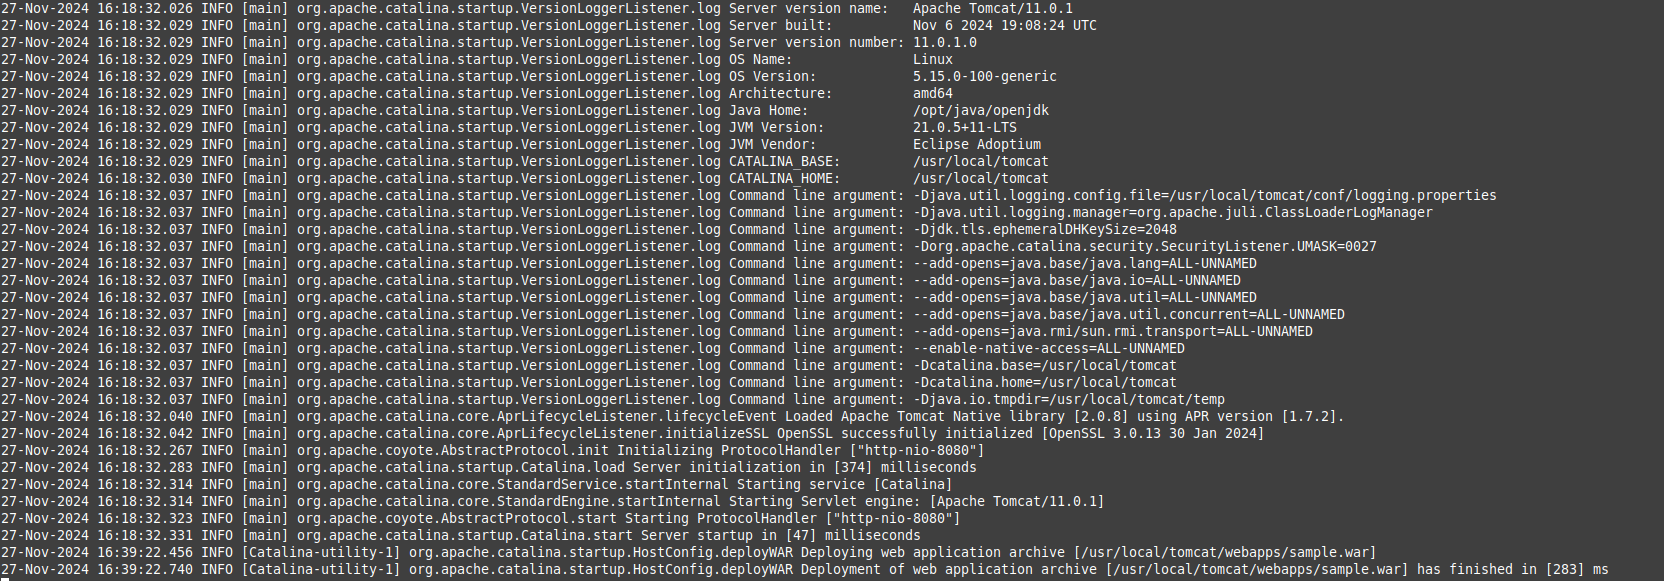 27-Nov-2024 16:18:32.026 INFO [main] org.apache.catalina.startup.VersionLoggerListener.log Server version name:   Apache Tomcat/11.0.1
27-Nov-2024 16:18:32.029 INFO [main] org.apache.catalina.startup.VersionLoggerListener.log Server built:          Nov 6 2024 19:08:24 UTC
27-Nov-2024 16:18:32.029 INFO [main] org.apache.catalina.startup.VersionLoggerListener.log Server version number: 11.0.1.0
27-Nov-2024 16:18:32.029 INFO [main] org.apache.catalina.startup.VersionLoggerListener.log OS Name:               Linux
27-Nov-2024 16:18:32.029 INFO [main] org.apache.catalina.startup.VersionLoggerListener.log OS Version:            5.15.0-100-generic
27-Nov-2024 16:18:32.029 INFO [main] org.apache.catalina.startup.VersionLoggerListener.log Architecture:          amd64
27-Nov-2024 16:18:32.029 INFO [main] org.apache.catalina.startup.VersionLoggerListener.log Java Home:             /opt/java/openjdk
27-Nov-2024 16:18:32.029 INFO [main] org.apache.catalina.startup.VersionLoggerListener.log JVM Version:           21.0.5+11-LTS
27-Nov-2024 16:18:32.029 INFO [main] org.apache.catalina.startup.VersionLoggerListener.log JVM Vendor:            Eclipse Adoptium
27-Nov-2024 16:18:32.029 INFO [main] org.apache.catalina.startup.VersionLoggerListener.log CATALINA_BASE:         /usr/local/tomcat
27-Nov-2024 16:18:32.030 INFO [main] org.apache.catalina.startup.VersionLoggerListener.log CATALINA_HOME:         /usr/local/tomcat
27-Nov-2024 16:18:32.037 INFO [main] org.apache.catalina.startup.VersionLoggerListener.log Command line argument: -Djava.util.logging.config.file=/usr/local/tomcat/conf/logging.properties
27-Nov-2024 16:18:32.037 INFO [main] org.apache.catalina.startup.VersionLoggerListener.log Command line argument: -Djava.util.logging.manager=org.apache.juli.ClassLoaderLogManager
27-Nov-2024 16:18:32.037 INFO [main] org.apache.catalina.startup.VersionLoggerListener.log Command line argument: -Djdk.tls.ephemeralDHKeySize=2048
27-Nov-2024 16:18:32.037 INFO [main] org.apache.catalina.startup.VersionLoggerListener.log Command line argument: -Dorg.apache.catalina.security.SecurityListener.UMASK=0027
27-Nov-2024 16:18:32.037 INFO [main] org.apache.catalina.startup.VersionLoggerListener.log Command line argument: --add-opens=java.base/java.lang=ALL-UNNAMED
27-Nov-2024 16:18:32.037 INFO [main] org.apache.catalina.startup.VersionLoggerListener.log Command line argument: --add-opens=java.base/java.io=ALL-UNNAMED
27-Nov-2024 16:18:32.037 INFO [main] org.apache.catalina.startup.VersionLoggerListener.log Command line argument: --add-opens=java.base/java.util=ALL-UNNAMED
27-Nov-2024 16:18:32.037 INFO [main] org.apache.catalina.startup.VersionLoggerListener.log Command line argument: --add-opens=java.base/java.util.concurrent=ALL-UNNAMED
27-Nov-2024 16:18:32.037 INFO [main] org.apache.catalina.startup.VersionLoggerListener.log Command line argument: --add-opens=java.rmi/sun.rmi.transport=ALL-UNNAMED
27-Nov-2024 16:18:32.037 INFO [main] org.apache.catalina.startup.VersionLoggerListener.log Command line argument: --enable-native-access=ALL-UNNAMED
27-Nov-2024 16:18:32.037 INFO [main] org.apache.catalina.startup.VersionLoggerListener.log Command line argument: -Dcatalina.base=/usr/local/tomcat
27-Nov-2024 16:18:32.037 INFO [main] org.apache.catalina.startup.VersionLoggerListener.log Command line argument: -Dcatalina.home=/usr/local/tomcat
27-Nov-2024 16:18:32.037 INFO [main] org.apache.catalina.startup.VersionLoggerListener.log Command line argument: -Djava.io.tmpdir=/usr/local/tomcat/temp
27-Nov-2024 16:18:32.040 INFO [main] org.apache.catalina.core.AprLifecycleListener.lifecycleEvent Loaded Apache Tomcat Native library [2.0.8] using APR version [1.7.2].
27-Nov-2024 16:18:32.042 INFO [main] org.apache.catalina.core.AprLifecycleListener.initializeSSL OpenSSL successfully initialized [OpenSSL 3.0.13 30 Jan 2024]
27-Nov-2024 16:18:32.267 INFO [main] org.apache.coyote.AbstractProtocol.init Initializing ProtocolHandler ["http-nio-8080"]
27-Nov-2024 16:18:32.283 INFO [main] org.apache.catalina.startup.Catalina.load Server initialization in [374] milliseconds
27-Nov-2024 16:18:32.314 INFO [main] org.apache.catalina.core.StandardService.startInternal Starting service [Catalina]
27-Nov-2024 16:18:32.314 INFO [main] org.apache.catalina.core.StandardEngine.startInternal Starting Servlet engine: [Apache Tomcat/11.0.1]
27-Nov-2024 16:18:32.323 INFO [main] org.apache.coyote.AbstractProtocol.start Starting ProtocolHandler ["http-nio-8080"]
27-Nov-2024 16:18:32.331 INFO [main] org.apache.catalina.startup.Catalina.start Server startup in [47] milliseconds
27-Nov-2024 16:39:22.456 INFO [Catalina-utility-1] org.apache.catalina.startup.HostConfig.deployWAR Deploying web application archive [/usr/local/tomcat/webapps/sample.war]
27-Nov-2024 16:39:22.740 INFO [Catalina-utility-1] org.apache.catalina.startup.HostConfig.deployWAR Deployment of web application archive [/usr/local/tomcat/webapps/sample.war] has finished in [283] ms